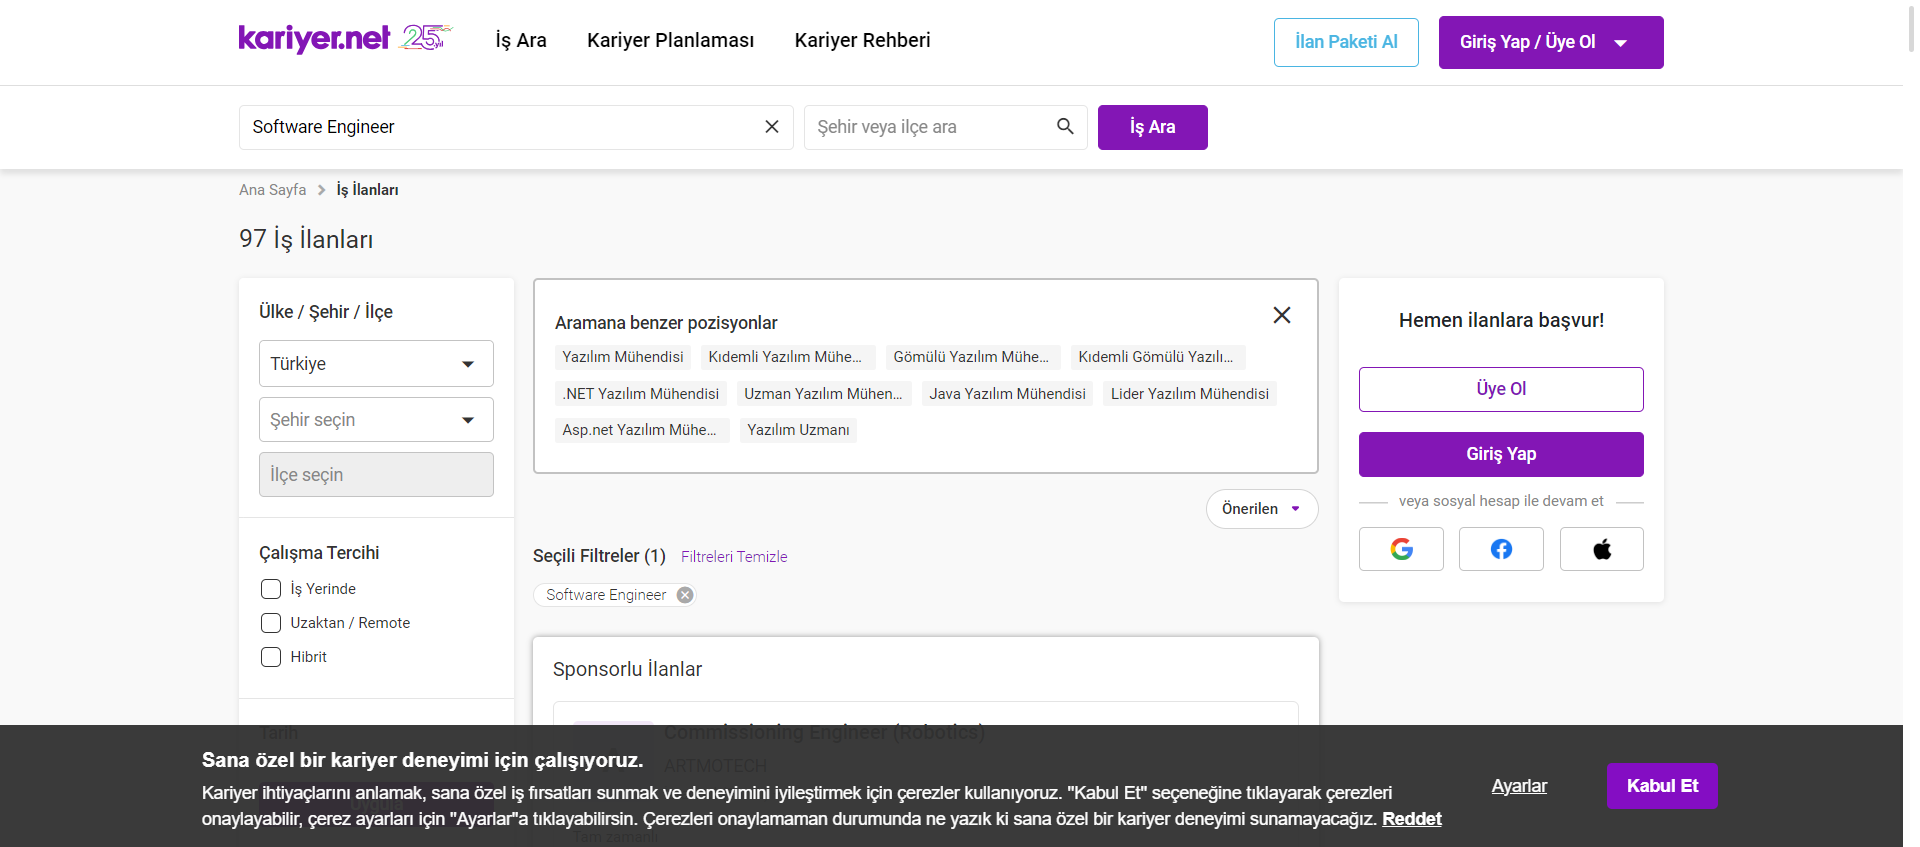 kariyer.net 25 yıl
İş Ara
Kariyer Planlaması
Kariyer Rehberi
İlan Paketi Al
Giriş Yap / Üye Ol
Software Engineer
Şehir veya ilçe ara
İş Ara
Ana Sayfa
İş İlanları
97 İş İlanları
Ülke / Şehir / İlçe
Türkiye
Şehir seçin
İlçe seçin
Çalışma Tercihi
İş Yerinde
Uzaktan / Remote
Hibrit
Tarih
Aramana benzer pozisyonlar
Yazılım Mühendisi
Kıdemli Yazılım Mühe...
Gömülü Yazılım Mühe...
Kıdemli Gömülü Yazılı...
.NET Yazılım Mühendisi
Uzman Yazılım Mühen...
Java Yazılım Mühendisi
Lider Yazılım Mühendisi
Asp.net Yazılım Mühe...
Yazılım Uzmanı
Önerilen
Seçili Filtreler (1)
Filtreleri Temizle
Software Engineer
Sponsorlu İlanlar
Commissioning Engineer (Robotics)
ARTMOTECH
Tam zamanlı
Hemen ilanlara başvur!
Üye Ol
Giriş Yap
veya sosyal hesap ile devam et
Sana özel bir kariyer deneyimi için çalışıyoruz.
Kariyer ihtiyaçlarını anlamak, sana özel iş fırsatları sunmak ve deneyimini iyileştirmek için çerezler kullanıyoruz. "Kabul Et" seçeneğine tıklayarak çerezleri
onaylayabilir, çerez ayarları için "Ayarlar"a tıklayabilirsin. Çerezleri onaylamaman durumunda ne yazık ki sana özel bir kariyer deneyimi sunamayacağız. Reddet
Ayarlar
Kabul Et